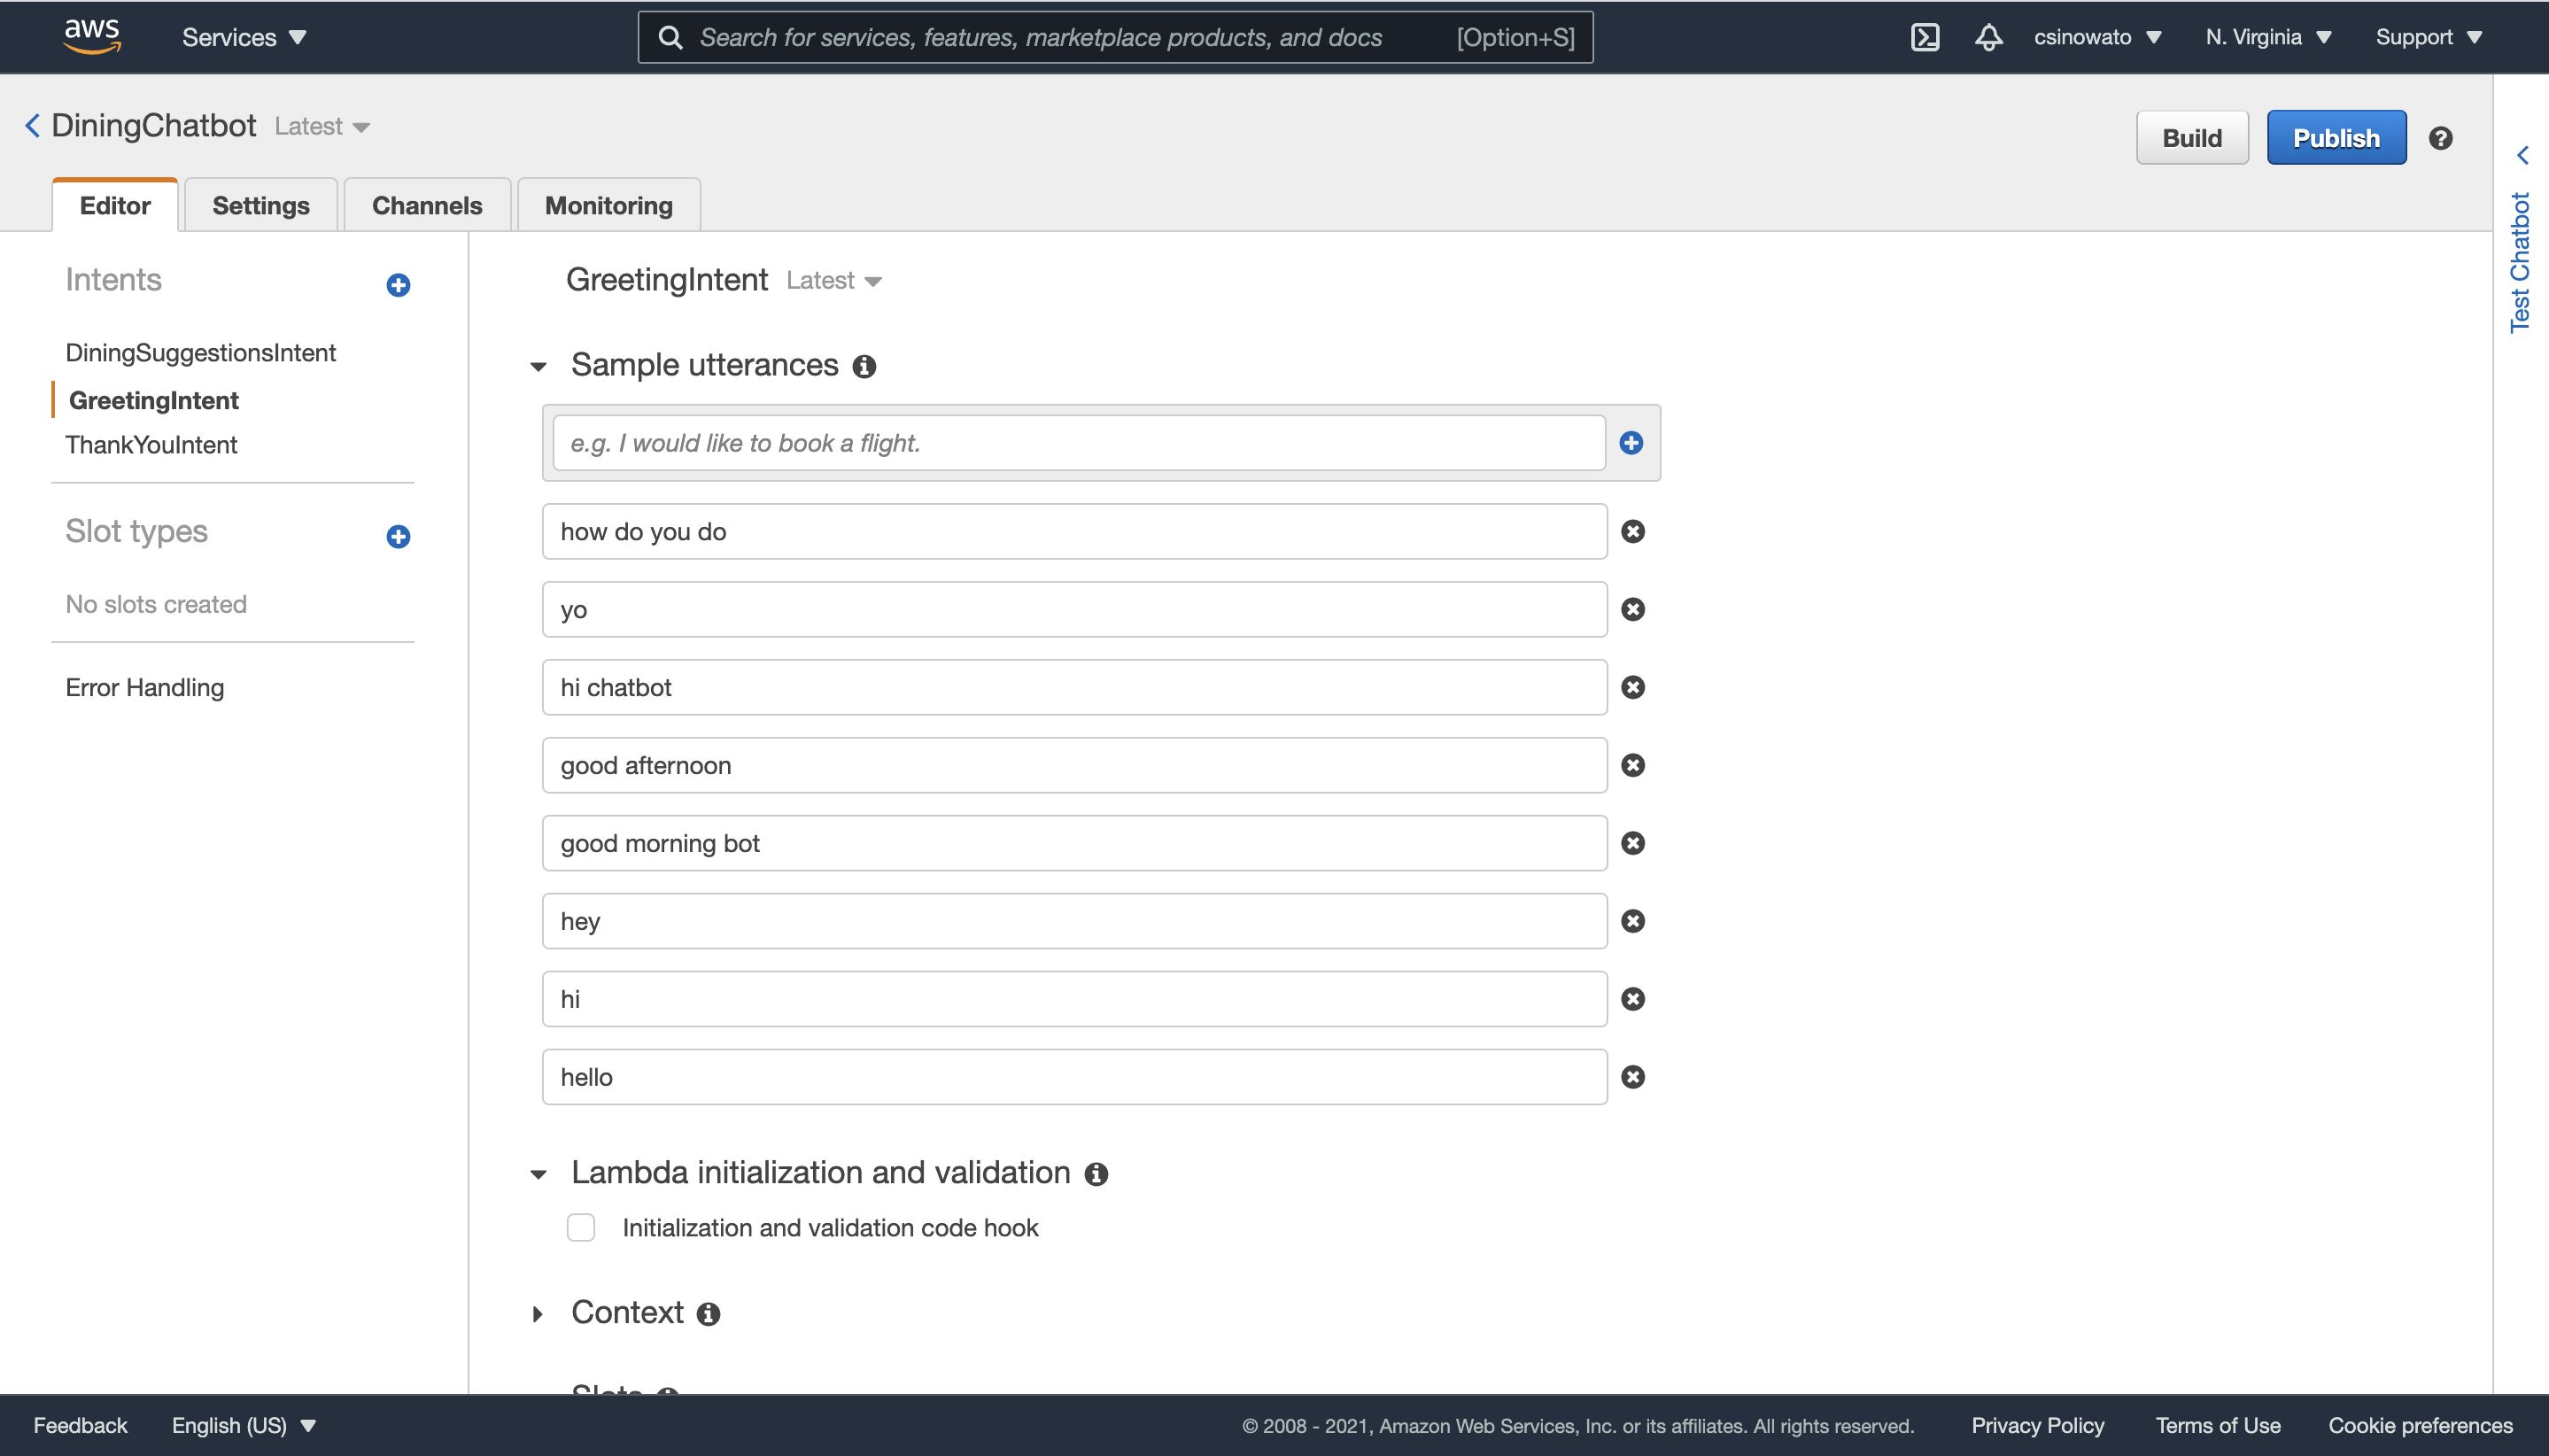 aws Services Search for services, features, marketplace products, and docs [Option+S] csinowato N. Virginia Support
DiningChatbot Latest
Build Publish
Editor Settings Channels Monitoring
Test Chatbot
Intents
DiningSuggestionsIntent
GreetingIntent
ThankYouIntent
Slot types
No slots created
Error Handling
GreetingIntent Latest
Sample utterances
e.g. I would like to book a flight.
how do you do
yo
hi chatbot
good afternoon
good morning bot
hey
hi
hello
Lambda initialization and validation
Initialization and validation code hook
Context
Slots
Feedback English (US) © 2008 - 2021, Amazon Web Services, Inc. or its affiliates. All rights reserved. Privacy Policy Terms of Use Cookie preferences